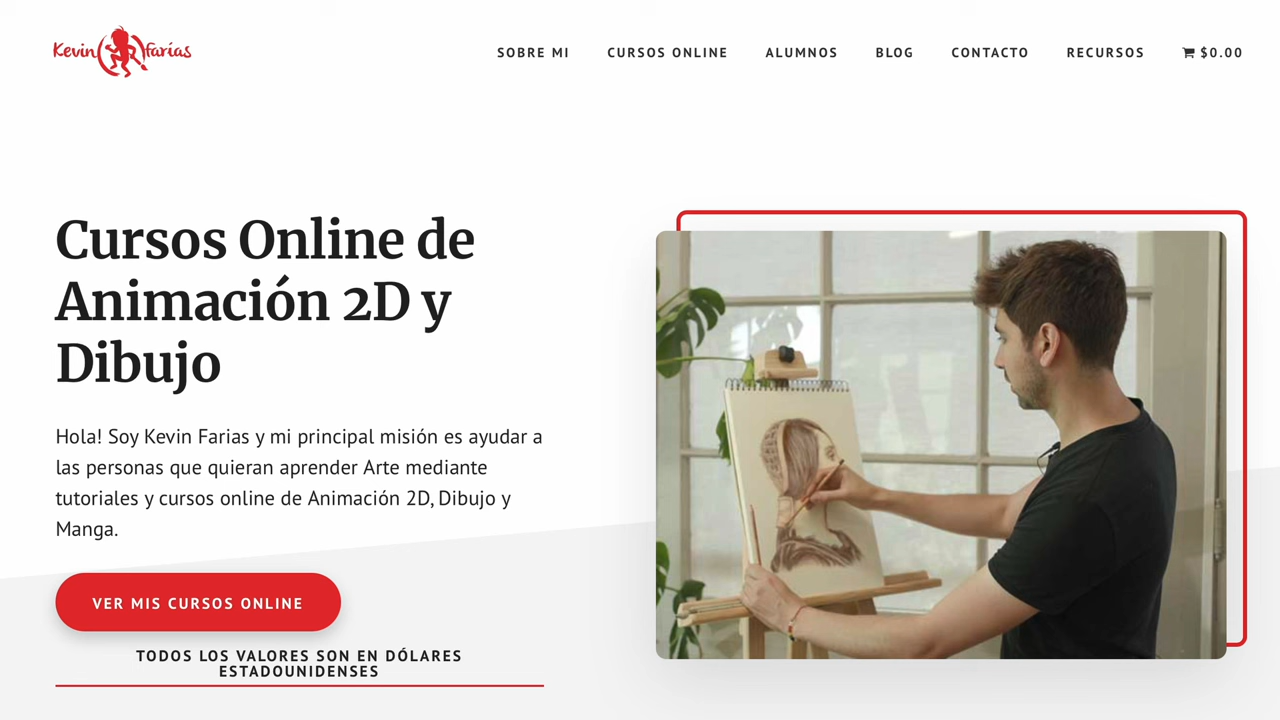 Kevin farías
SOBRE MI
CURSOS ONLINE
ALUMNOS
BLOG
CONTACTO
RECURSOS
$0.00
Cursos Online de
Animación 2D y
Dibujo
Hola! Soy Kevin Farias y mi principal misión es ayudar a
las personas que quieran aprender Arte mediante
tutoriales y cursos online de Animación 2D, Dibujo y
Manga.
VER MIS CURSOS ONLINE
TODOS LOS VALORES SON EN DÓLARES
ESTADOUNIDENSES